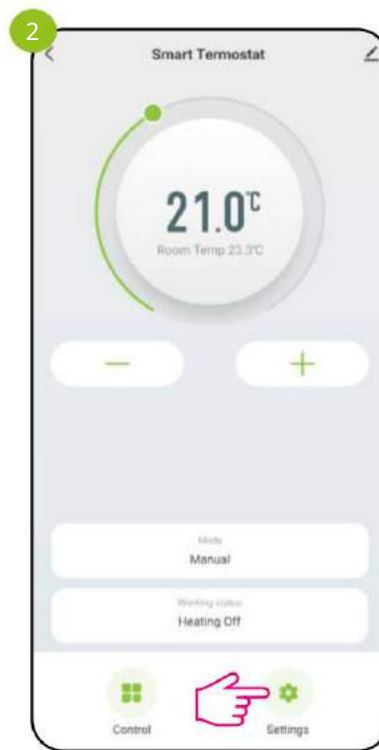 2
Smart Termostat
21.0°C
Room Temp 23.3°C
Mode
Manual
Working status
Heating Off
Control Settings